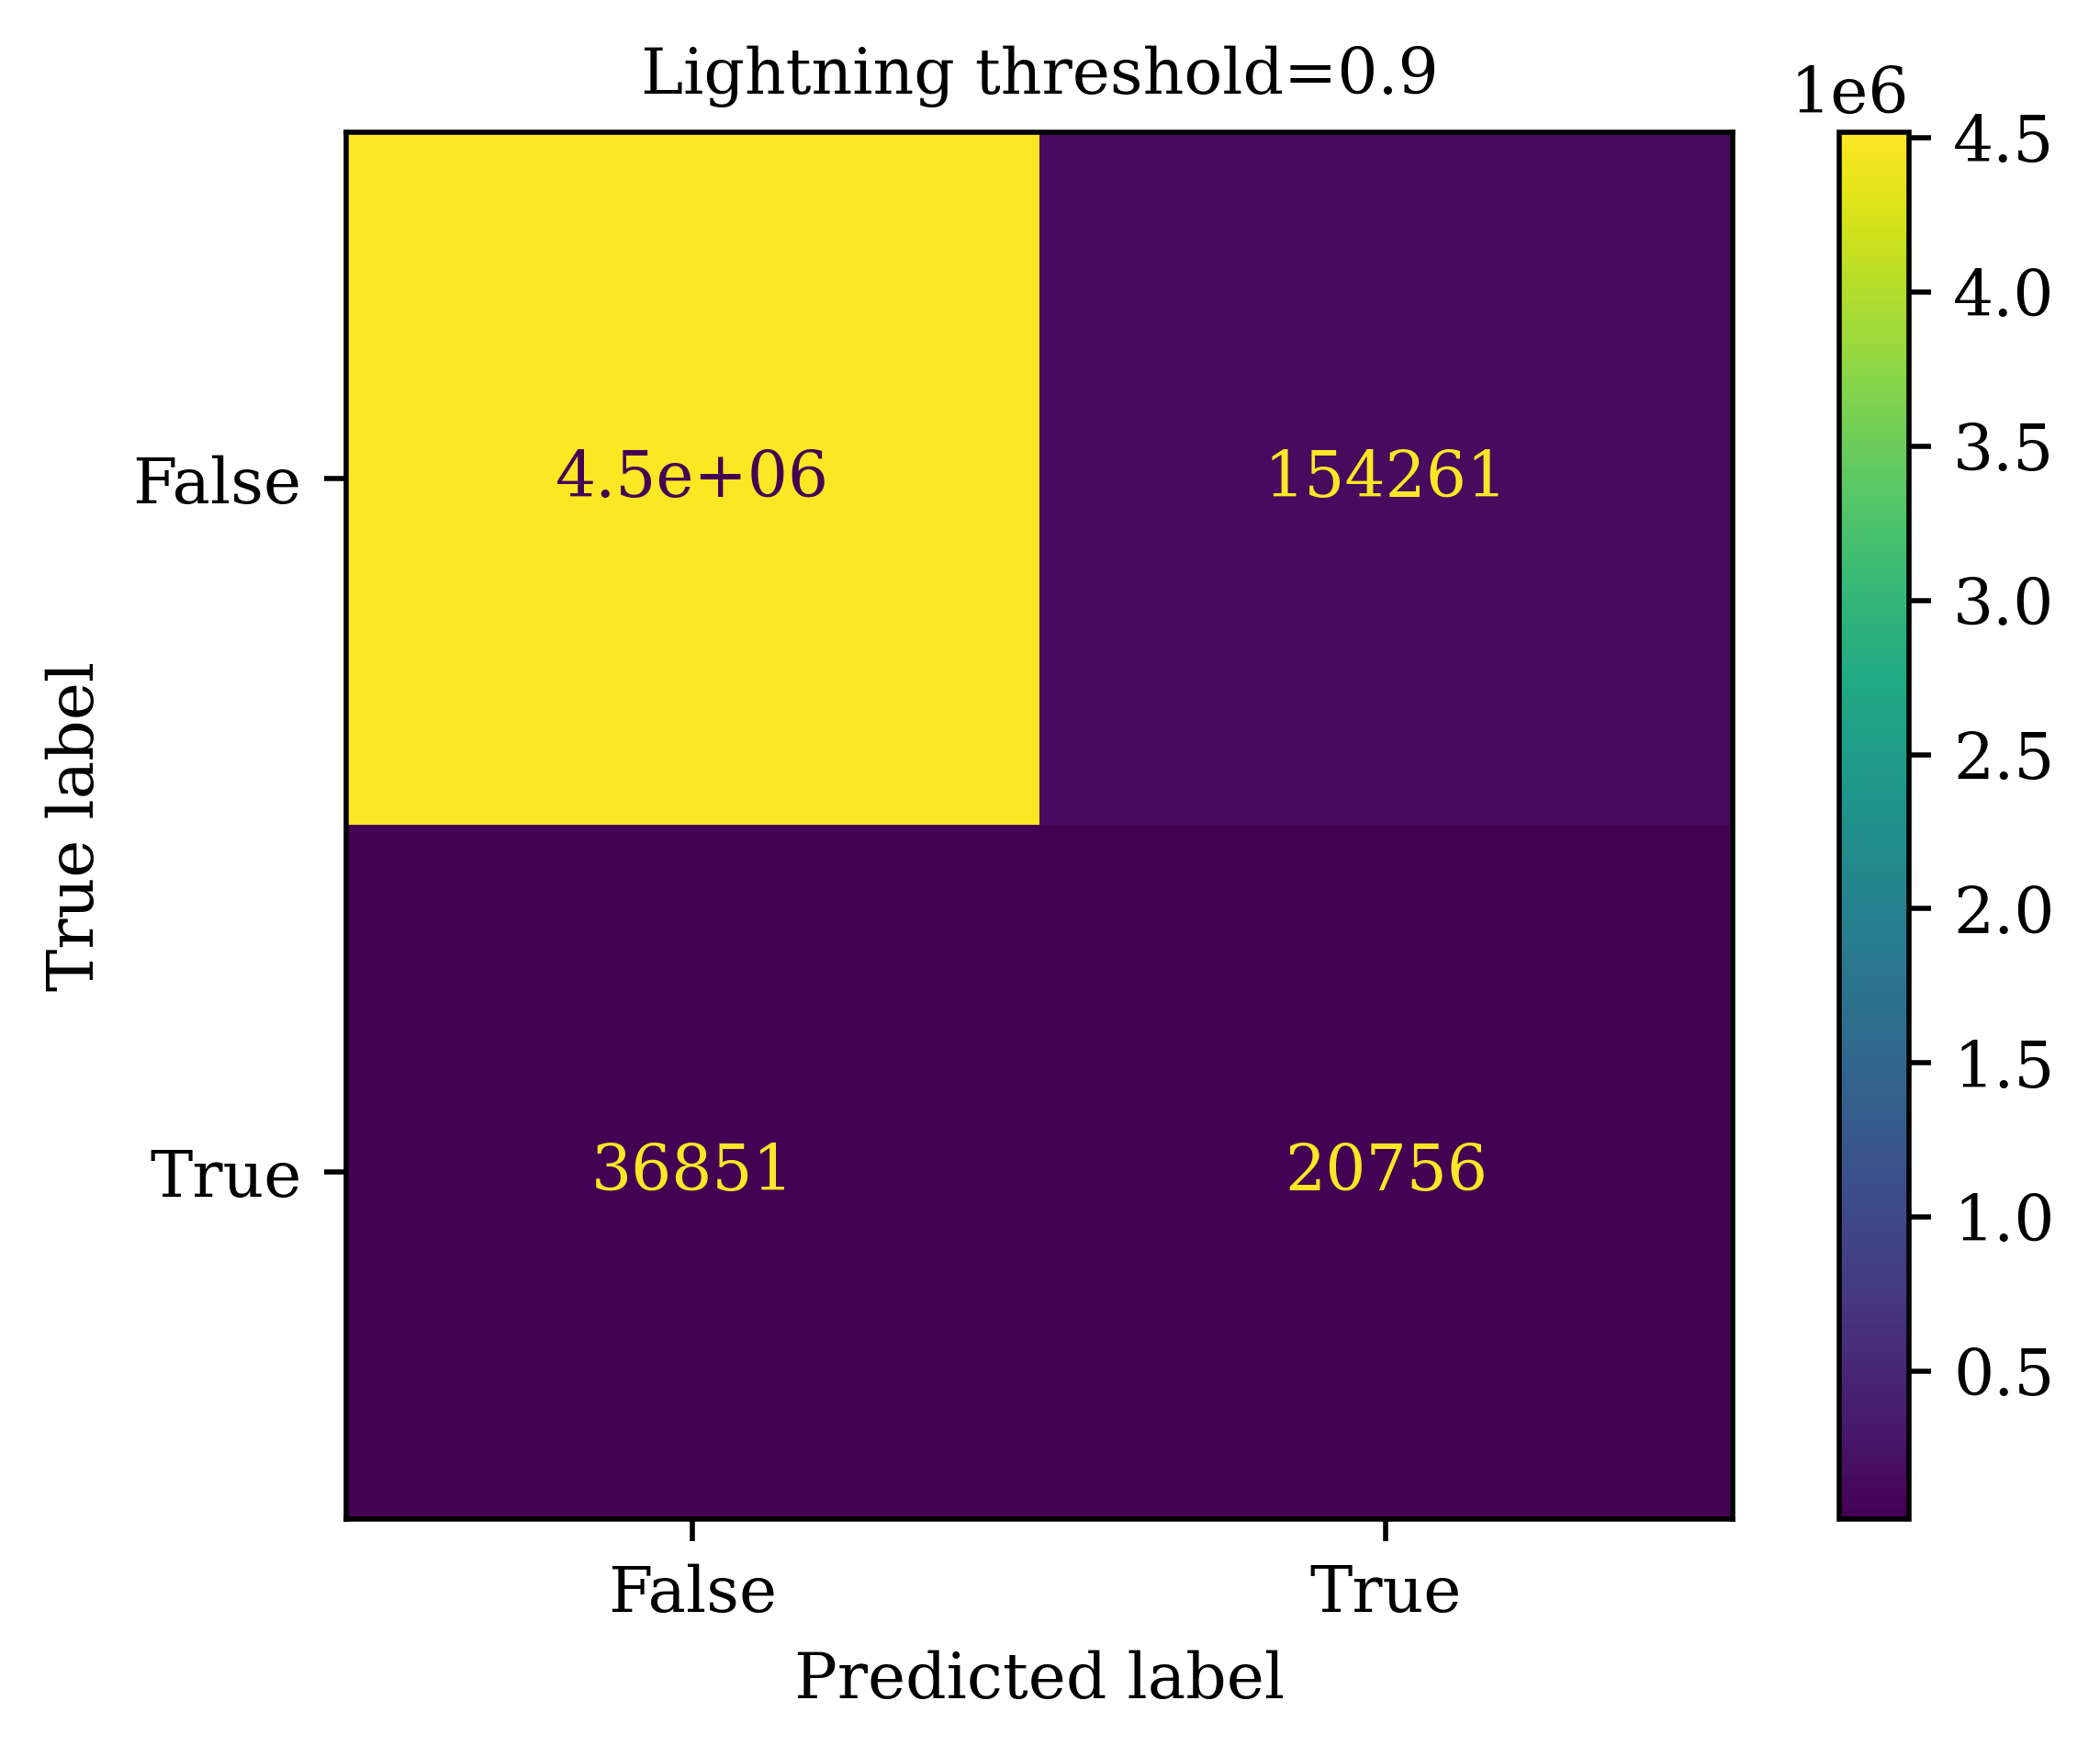 Lightning threshold=0.9
1e6
4.5
4.0
3.5
3.0
2.5
2.0
1.5
1.0
0.5
True label
False
True
4.5e+06 154261
36851 20756
False True
Predicted label